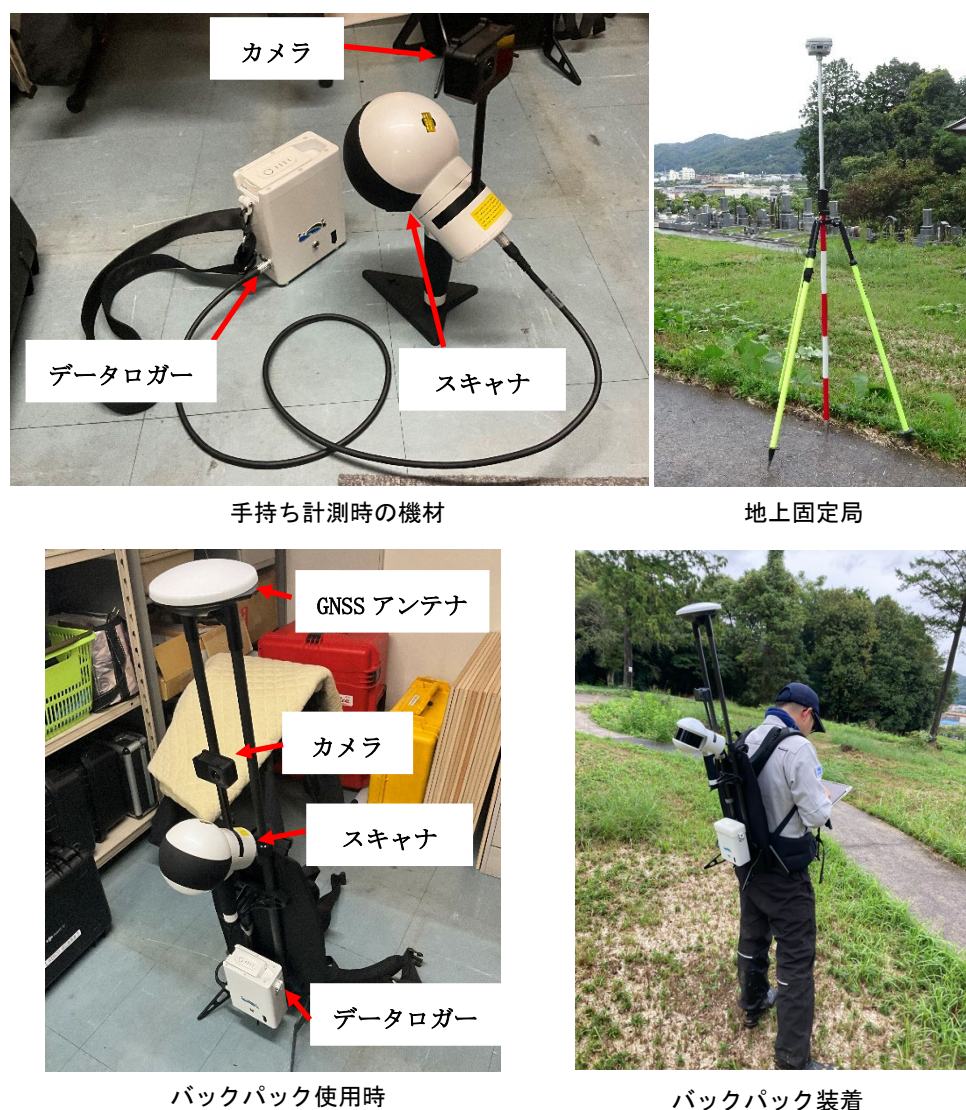 カメラ
データロガー
スキャナ
手持ち計測時の機材
地上固定局
GNSS アンテナ
カメラ
スキャナ
データロガー
バックパック使用時
バックパック装着